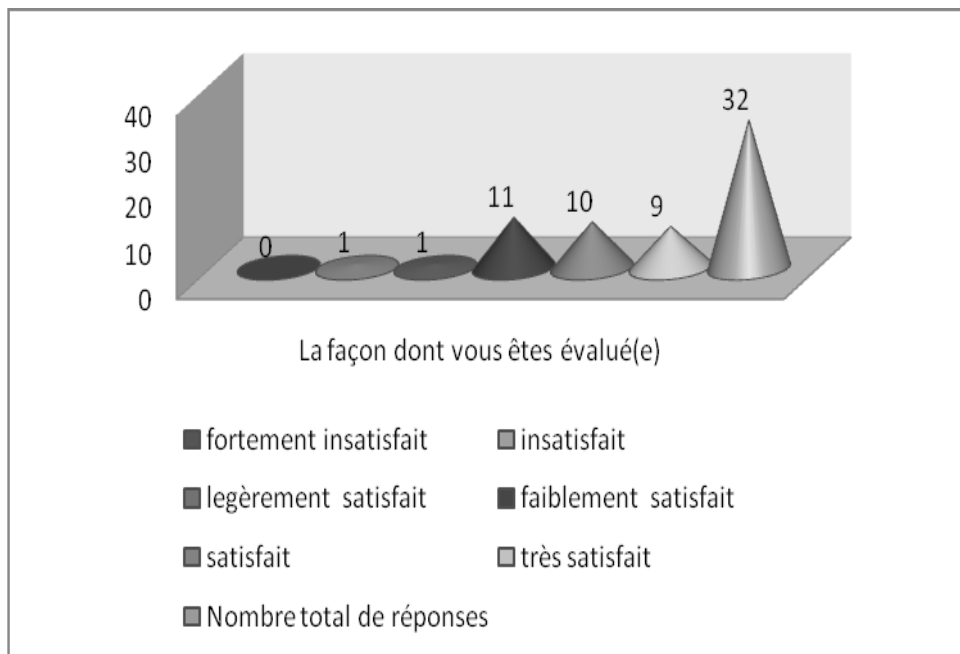 32
40
30
11
10
9
20
0
1
1
10
0
La façon dont vous êtes évalué(e)
fortement insatisfait
insatisfait
legèrement satisfait
faiblement satisfait
satisfait
très satisfait
Nombre total de réponses